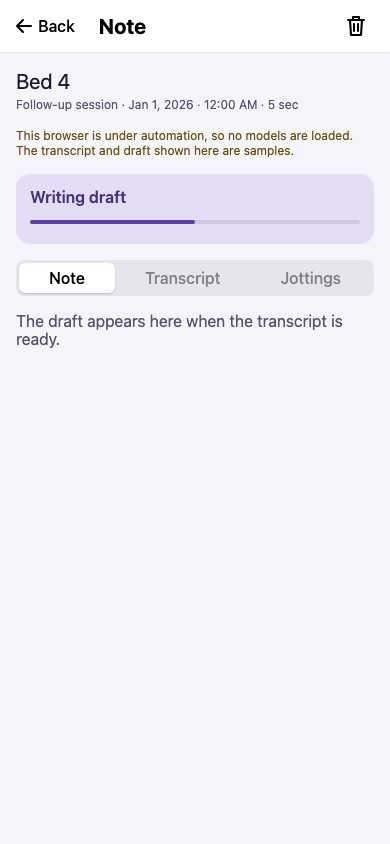 Back
Note
Bed 4
Follow-up session · Jan 1, 2026 · 12:00 AM · 5 sec
This browser is under automation, so no models are loaded.
The transcript and draft shown here are samples.
Writing draft
Note
Transcript
Jottings
The draft appears here when the transcript is
ready.